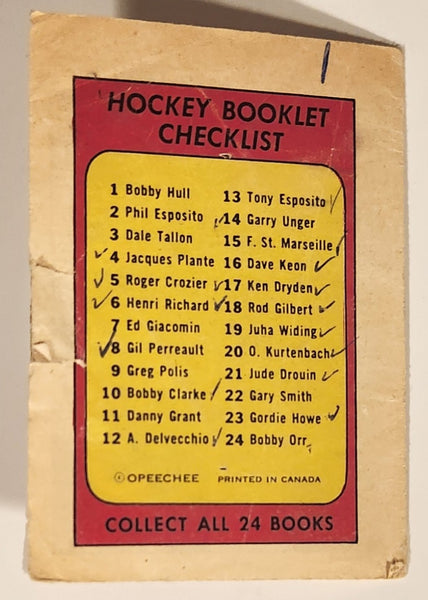 HOCKEY BOOKLET
CHECKLIST
1 Bobby Hull
2 Phil Esposito
3 Dale Tallon
4 Jacques Plante
5 Roger Crozier
6 Henri Richard
7 Ed Giacomin
8 Gil Perreault
9 Greg Polis
10 Bobby Clarke
11 Danny Grant
12 A. Delvecchio
13 Tony Esposito
14 Garry Unger
15 F. St. Marseille
16 Dave Keon
17 Ken Dryden
18 Rod Gilbert
19 Juha Widing
20 O. Kurtenbach
21 Jude Drouin
22 Gary Smith
23 Gordie Howe
24 Bobby Orr
©OPEECHEE PRINTED IN CANADA
COLLECT ALL 24 BOOKS